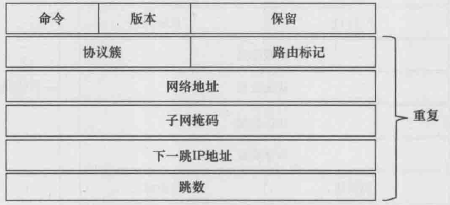 命令 版本 保留
协议簇 路由标记
网络地址
子网掩码
下一跳IP地址
跳数
重复